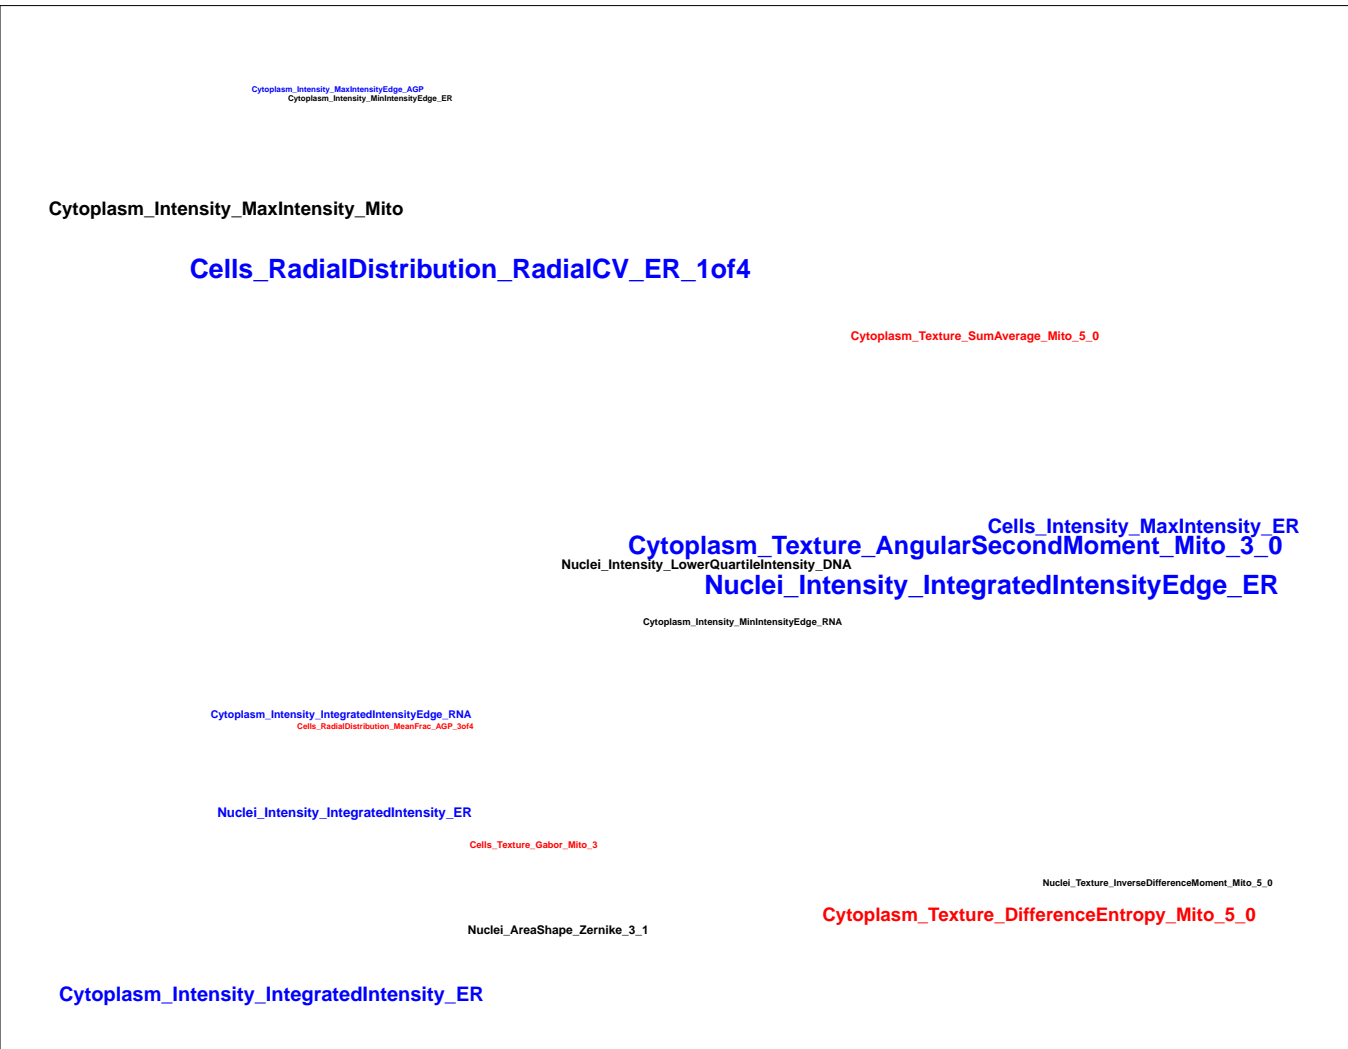 Cytoplasm_Intensity_MaxIntensityEdge_AGP
Cytoplasm_Intensity_MinIntensityEdge_ER
Cytoplasm_Intensity_MaxIntensity_Mito
Cells_RadialDistribution_RadialCV_ER_1of4
Cytoplasm_Texture_SumAverage_Mito_5_0
Cells_Intensity_MaxIntensity_ER
Cytoplasm_Texture_AngularSecondMoment_Mito_3_0
Nuclei_Intensity_LowerQuartileIntensity_DNA
Nuclei_Intensity_IntegratedIntensityEdge_ER
Cytoplasm_Intensity_MinIntensityEdge_RNA
Cytoplasm_Intensity_IntegratedIntensityEdge_RNA
Cells_RadialDistribution_MeanFrac_AGP_3of4
Nuclei_Intensity_IntegratedIntensity_ER
Cells_Texture_Gabor_Mito_3
Nuclei_Texture_InverseDifferenceMoment_Mito_5_0
Cytoplasm_Texture_DifferenceEntropy_Mito_5_0
Nuclei_AreaShape_Zernike_3_1
Cytoplasm_Intensity_IntegratedIntensity_ER